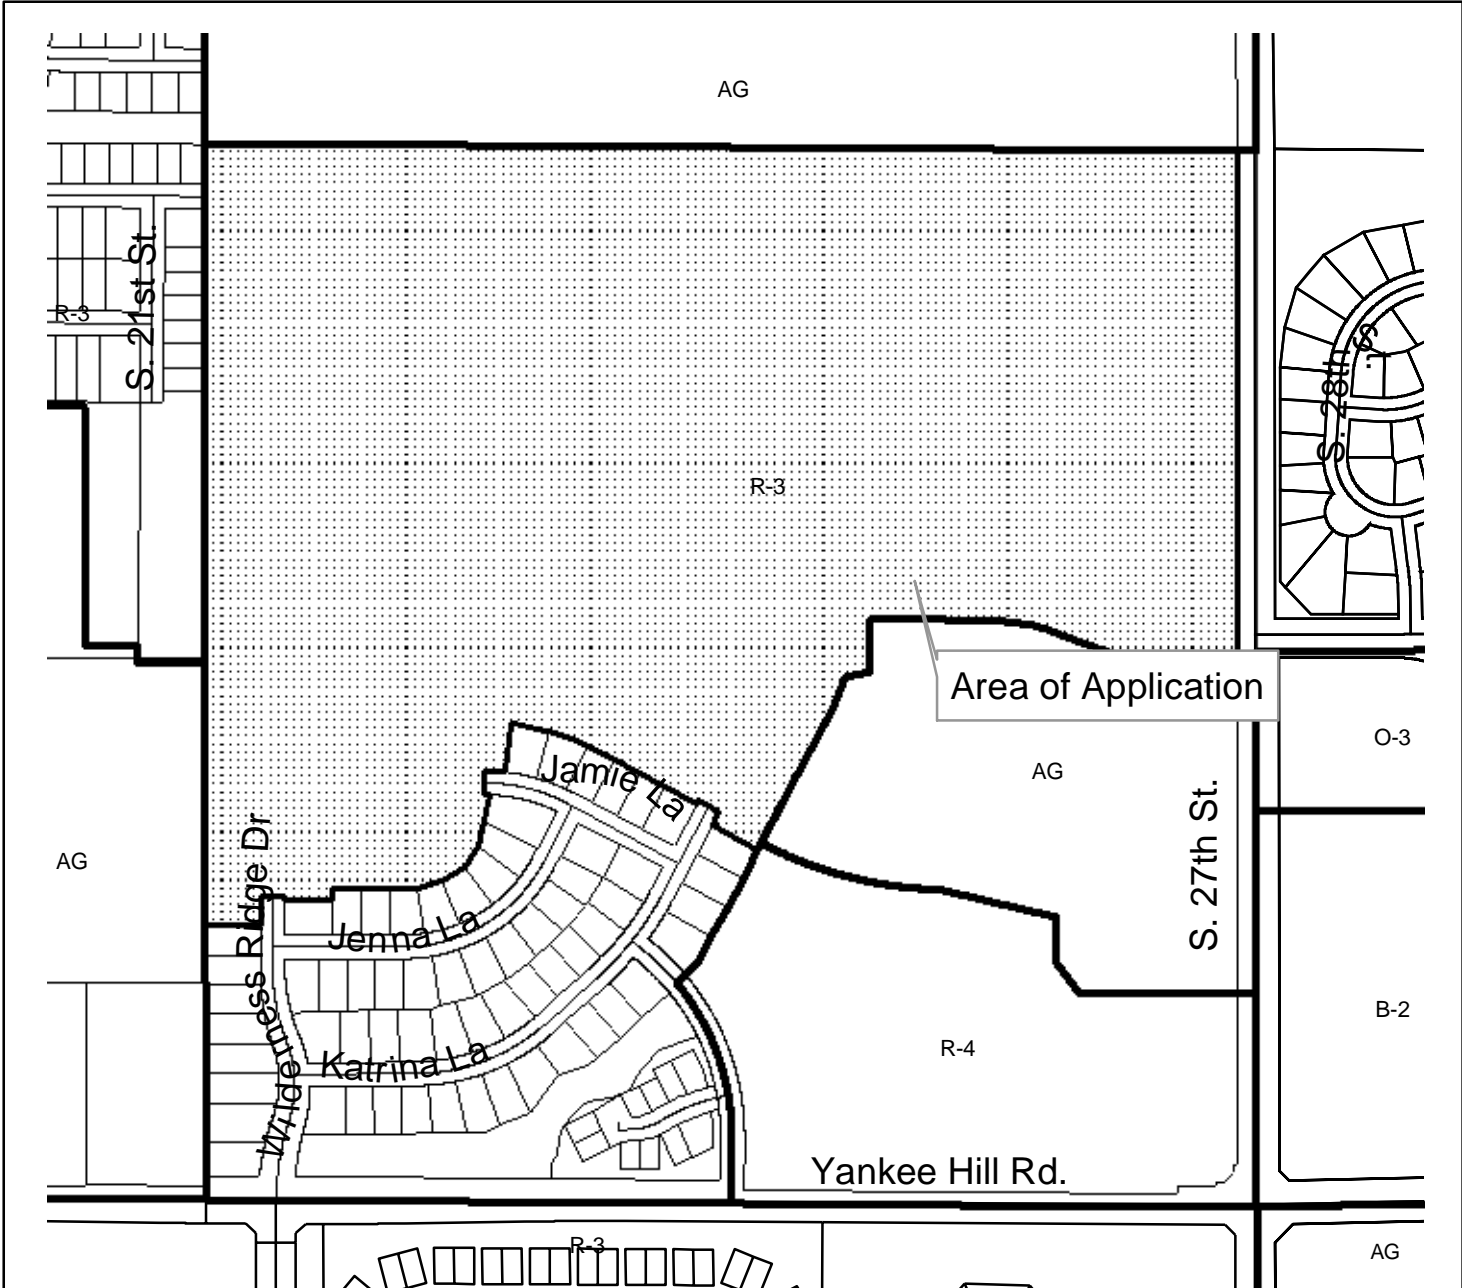 AG
S. 21st St.
R-3
S. 28th
St.
R-3
Area of Application
O-3
AG
Jamie La
S. 27th St.
AG
Wilderness Ridge Dr
Jenna La
B-2
R-4
Katrina La
Yankee Hill Rd.
R-3
AG